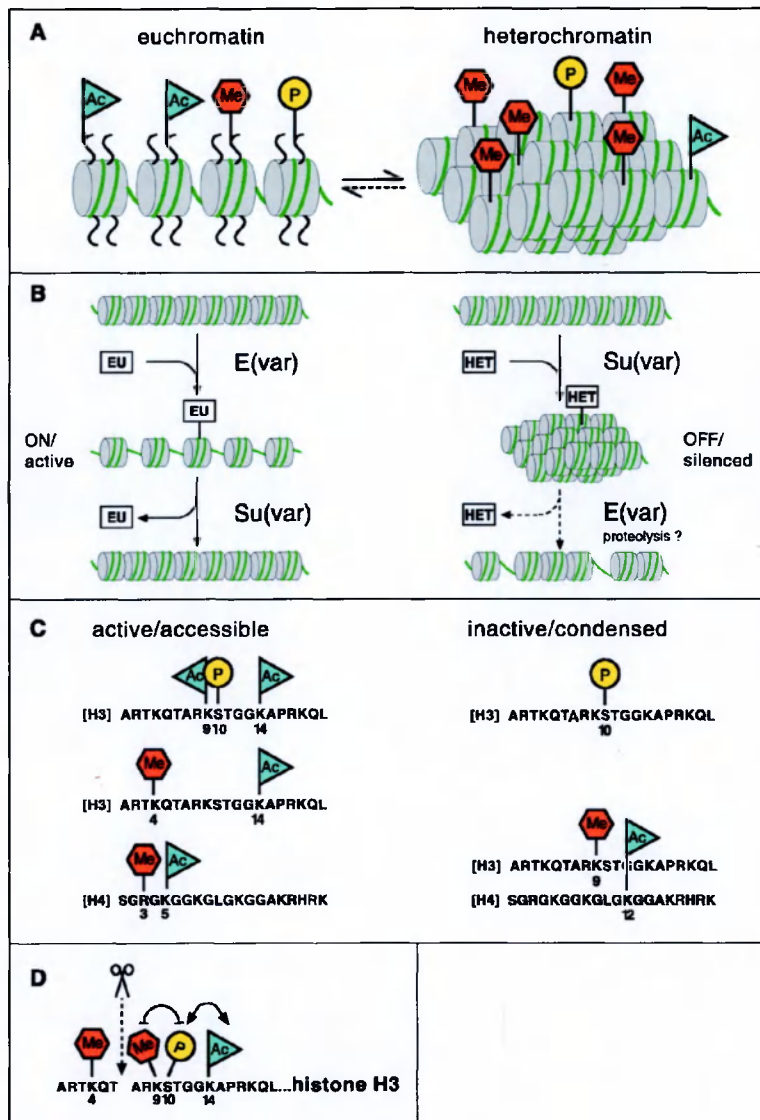 A
euchromatin
heterochromatin
Ac Ac Me P
Me Me Me P Me Me Ac
B
EU
E(var)
EU
ON/
active
EU
Su(var)
HET
Su(var)
HET
OFF/
silenced
HET
E(var)
proteolysis ?
C
active/accessible
inactive/condensed
Ac P Ac
[H3] ARTKQTARKSTGGKAPRKQL
9 10 14
P
[H3] ARTKQTARKSTGGKAPRKQL
10
Me Ac
[H3] ARTKQTARKSTGGKAPRKQL
4 14
Me Ac
[H4] SGRGKGGKGLGKGGAKRHRK
3 5
Me Ac
[H3] ARTKQTARKSTGGKAPRKQL
9
[H4] SGRGKGGKGLGKGGAKRHRK
12
D
Me Me P Ac
ARTKQT ARKSTGGKAPRKQL...histone H3
4 9 10 14